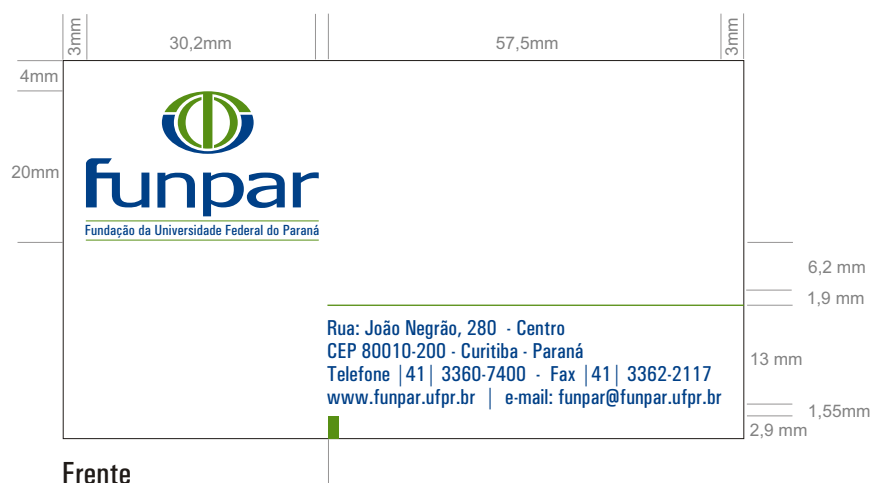 3mm
30,2mm
57,5mm
3mm
4mm
20mm
funpar
Fundação da Universidade Federal do Paraná
6,2 mm
1,9 mm
Rua: João Negrão, 280 - Centro
CEP 80010-200 - Curitiba - Paraná
Telefone |41| 3360-7400 - Fax |41| 3362-2117
www.funpar.ufpr.br | e-mail: funpar@funpar.ufpr.br
13 mm
1,55mm
2,9 mm
Frente